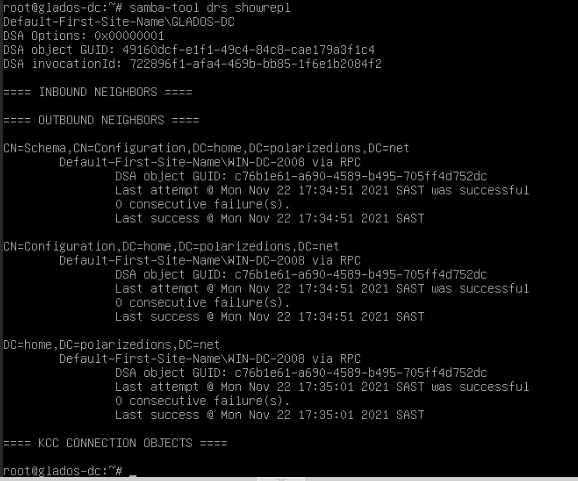 root@glados-dc:~# samba-tool drs showrepl
Default-First-Site-Name\GLADOS-DC
DSA Options: 0x00000001
DSA object GUID: 49160dcf-e1f1-49c4-84c8-cae179a3f1c4
DSA invocationId: 722896f1-afa4-469b-bb85-1f6e1b2084f2
==== INBOUND NEIGHBORS ====
==== OUTBOUND NEIGHBORS ====
CN=Schema,CN=Configuration,DC=home,DC=polarizedions,DC=net
Default-First-Site-Name\WIN-DC-2008 via RPC
DSA object GUID: c76b1e61-a690-4589-b495-705ff4d752dc
Last attempt @ Mon Nov 22 17:34:51 2021 SAST was successful
0 consecutive failure(s).
Last success @ Mon Nov 22 17:34:51 2021 SAST
CN=Configuration,DC=home,DC=polarizedions,DC=net
Default-First-Site-Name\WIN-DC-2008 via RPC
DSA object GUID: c76b1e61-a690-4589-b495-705ff4d752dc
Last attempt @ Mon Nov 22 17:34:51 2021 SAST was successful
0 consecutive failure(s).
Last success @ Mon Nov 22 17:34:51 2021 SAST
DC=home,DC=polarizedions,DC=net
Default-First-Site-Name\WIN-DC-2008 via RPC
DSA object GUID: c76b1e61-a690-4589-b495-705ff4d752dc
Last attempt @ Mon Nov 22 17:35:01 2021 SAST was successful
0 consecutive failure(s).
Last success @ Mon Nov 22 17:35:01 2021 SAST
==== KCC CONNECTION OBJECTS ====
root@glados-dc:~# _